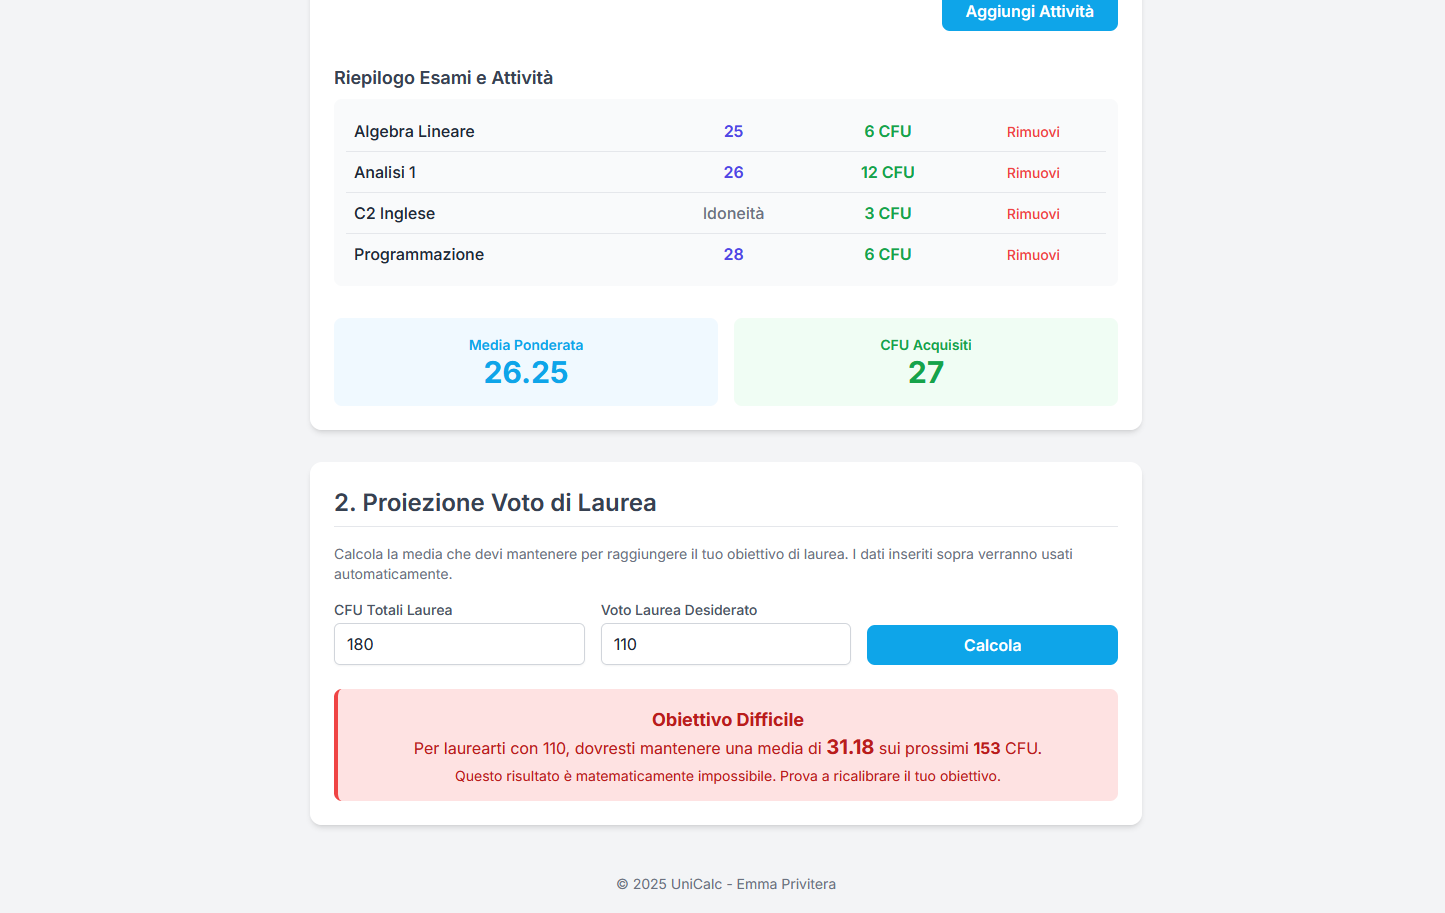 Aggiungi Attività
Riepilogo Esami e Attività
Algebra Lineare 25 6 CFU Rimuovi
Analisi 1 26 12 CFU Rimuovi
C2 Inglese Idoneità 3 CFU Rimuovi
Programmazione 28 6 CFU Rimuovi
Media Ponderata
26.25
CFU Acquisiti
27
2. Proiezione Voto di Laurea
Calcola la media che devi mantenere per raggiungere il tuo obiettivo di laurea. I dati inseriti sopra verranno usati
automaticamente.
CFU Totali Laurea
180
Voto Laurea Desiderato
110
Calcola
Obiettivo Difficile
Per laurearti con 110, dovresti mantenere una media di 31.18 sui prossimi 153 CFU.
Questo risultato è matematicamente impossibile. Prova a ricalibrare il tuo obiettivo.
© 2025 UniCalc - Emma Privitera